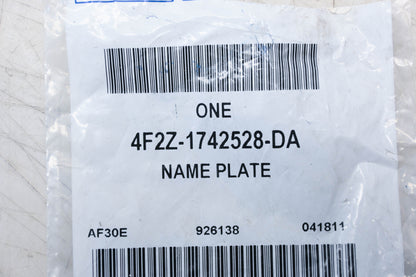 ONE
4F2Z-1742528-DA
NAME PLATE
AF30E 926138 041811